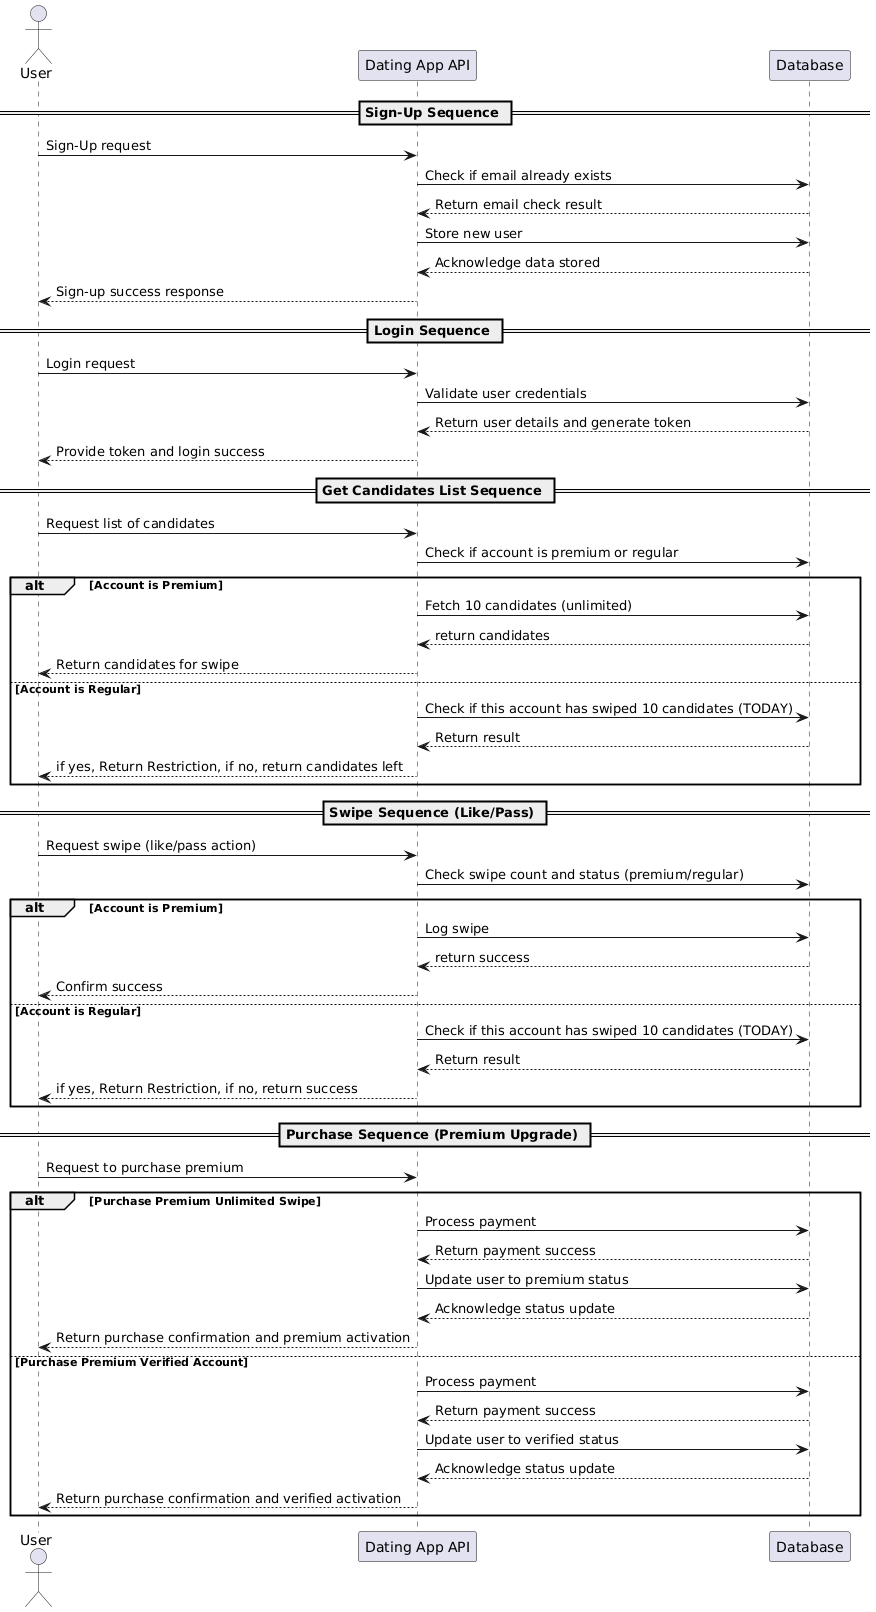 User
Dating App API
Database
Sign-Up Sequence
Sign-Up request
Check if email already exists
Return email check result
Store new user
Acknowledge data stored
Sign-up success response
Login Sequence
Login request
Validate user credentials
Return user details and generate token
Provide token and login success
Get Candidates List Sequence
Request list of candidates
Check if account is premium or regular
alt [Account is Premium]
Fetch 10 candidates (unlimited)
return candidates
Return candidates for swipe
[Account is Regular]
Check if this account has swiped 10 candidates (TODAY)
Return result
if yes, Return Restriction, if no, return candidates left
Swipe Sequence (Like/Pass)
Request swipe (like/pass action)
Check swipe count and status (premium/regular)
alt [Account is Premium]
Log swipe
return success
Confirm success
[Account is Regular]
Check if this account has swiped 10 candidates (TODAY)
Return result
if yes, Return Restriction, if no, return success
Purchase Sequence (Premium Upgrade)
Request to purchase premium
alt [Purchase Premium Unlimited Swipe]
Process payment
Return payment success
Update user to premium status
Acknowledge status update
Return purchase confirmation and premium activation
[Purchase Premium Verified Account]
Process payment
Return payment success
Update user to verified status
Acknowledge status update
Return purchase confirmation and verified activation
User
Dating App API
Database